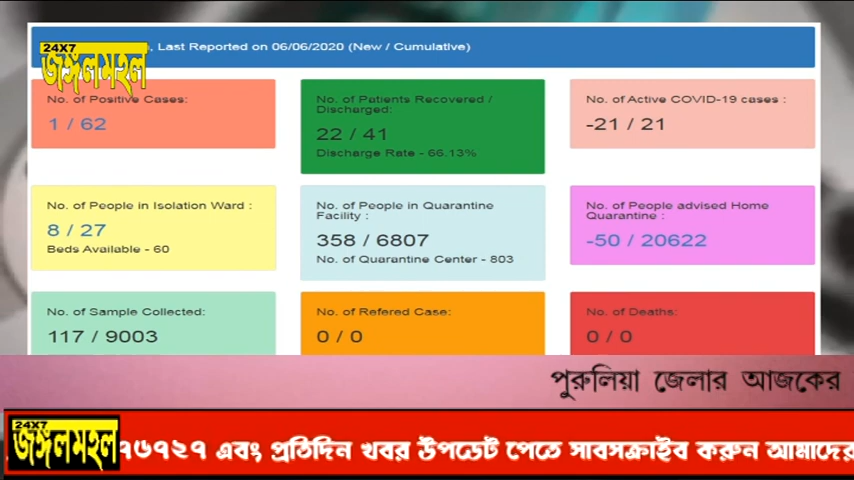 24X7
জঙ্গলমহল
, Last Reported on 06/06/2020 (New / Cumulative)
No. of Positive Cases:
1 / 62
No. of Patients Recovered /
Discharged:
22 / 41
Discharge Rate - 66.13%
No. of Active COVID-19 cases :
-21 / 21
No. of People in Isolation Ward :
8 / 27
Beds Available - 60
No. of People in Quarantine
Facility :
358 / 6807
No. of Quarantine Center - 803
No. of People advised Home
Quarantine :
-50 / 20622
No. of Sample Collected:
117 / 9003
No. of Refered Case:
0 / 0
No. of Deaths:
0 / 0
পুরুলিয়া জেলার আজকের
24X7
জঙ্গলমহল
৭৬৭২৭ এবং প্রতিদিন খবর উপডেট পেতে সাবসক্রাইব করুন আমাদের